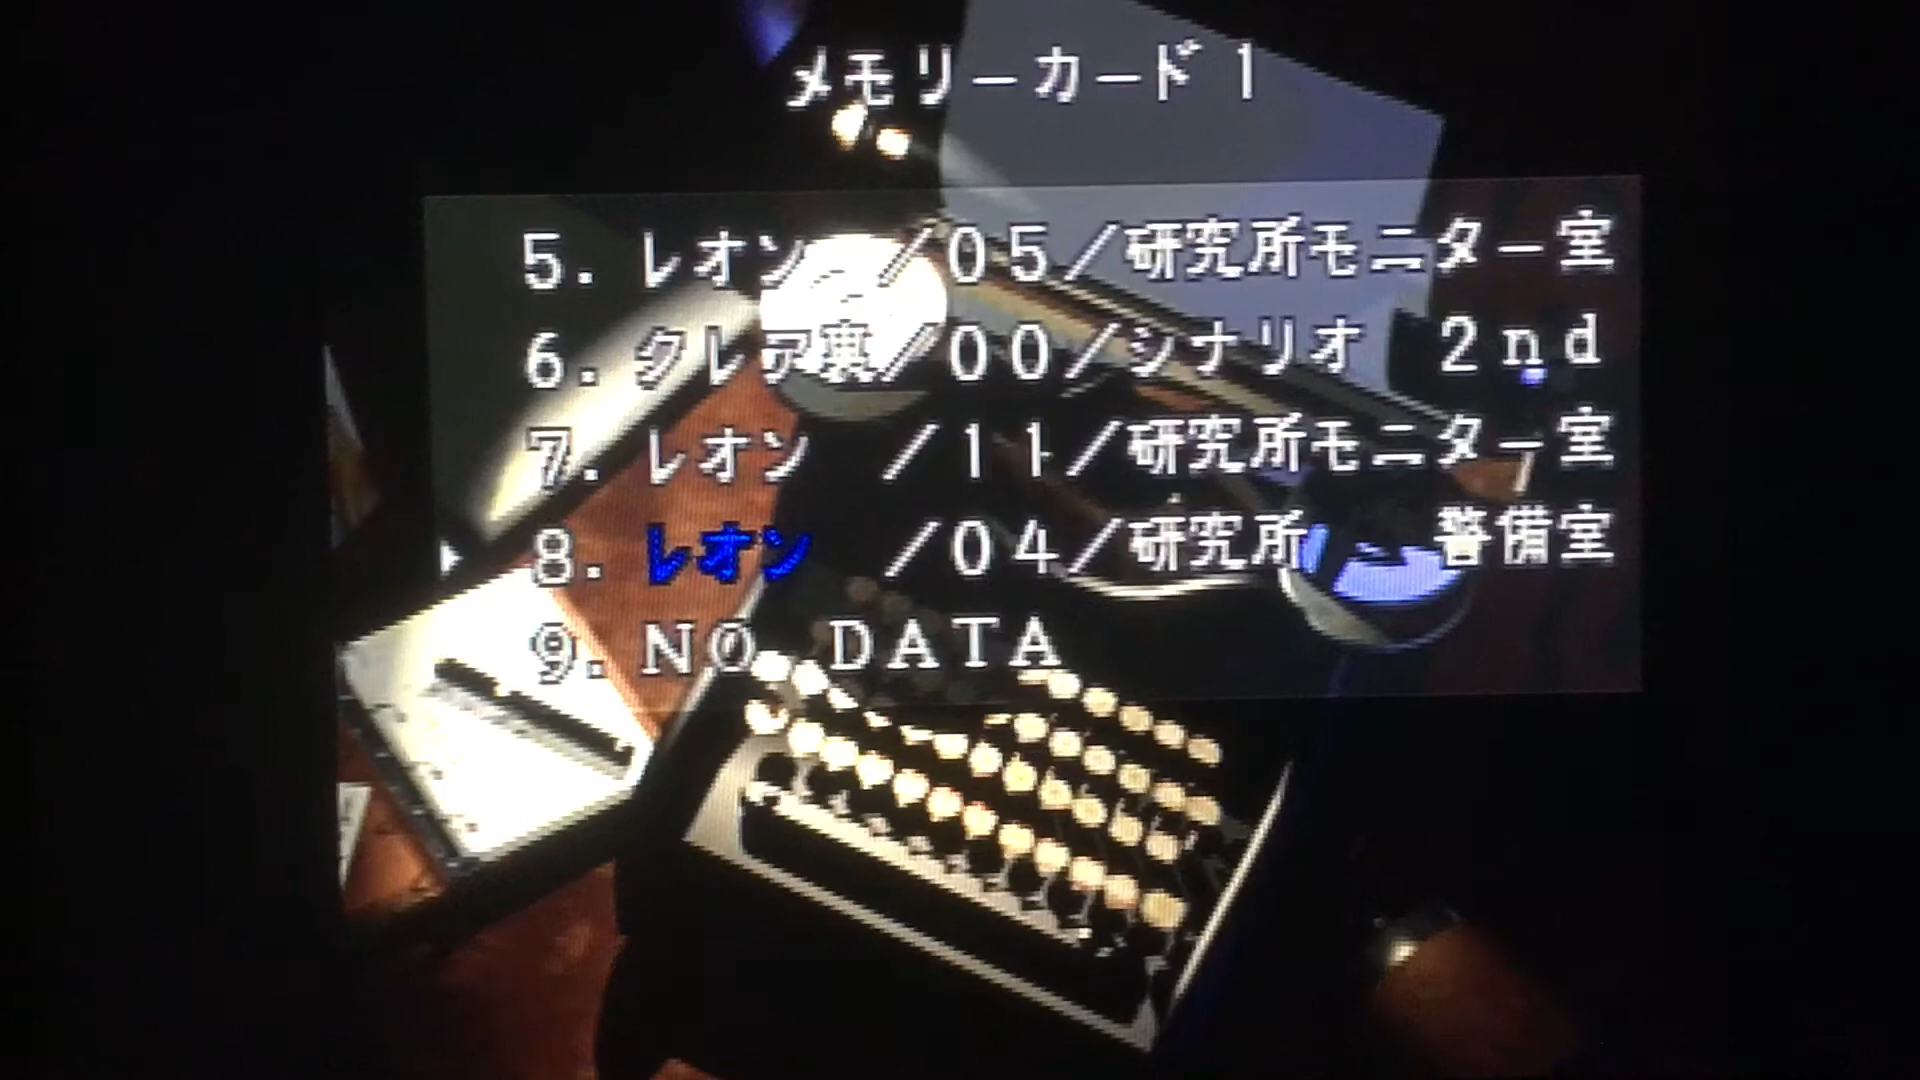 メモリーカード1
5. レオン /05/研究所モニター室
6. クレア裏/00/シナリオ 2nd
7. レオン /11/研究所モニター室
8. レオン /04/研究所 警備室
9. NO DATA